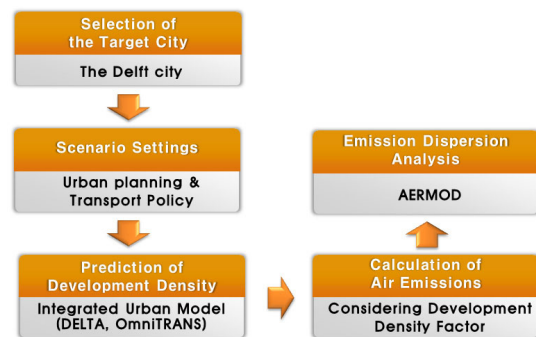 Selection of
the Target City
The Delft city
Scenario Settings
Urban planning &
Transport Policy
Prediction of
Development Density
Integrated Urban Model
(DELTA, OmniTRANS)
Calculation of
Air Emissions
Considering Development
Density Factor
Emission Dispersion
Analysis
AERMOD